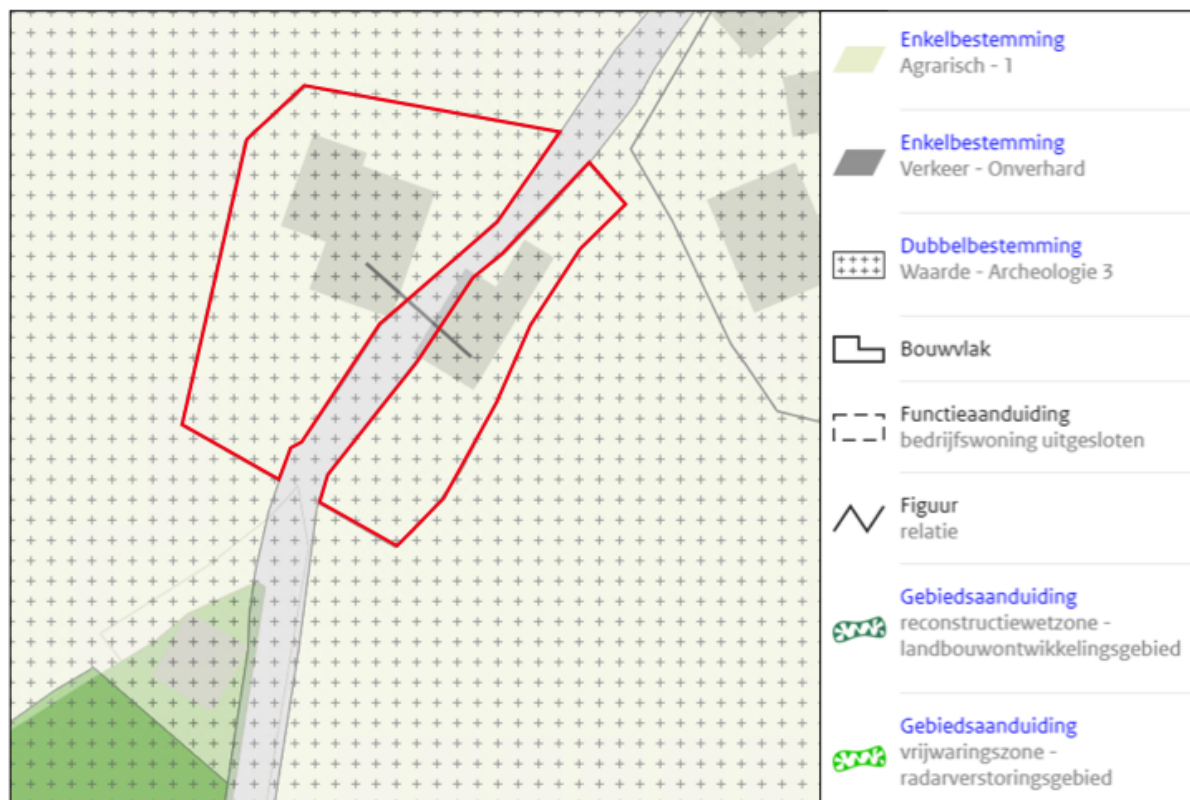 Enkelbestemming
Agrarisch - 1
Enkelbestemming
Verkeer - Onverhard
Dubbelbestemming
Waarde - Archeologie 3
Bouwvlak
Functieaanduiding
bedrijfswoning uitgesloten
Figuur
relatie
Gebiedsaanduiding
reconstructiewetzone -
landbouwontwikkelingsgebied
Gebiedsaanduiding
vrijwaringszone -
radarverstoringsgebied